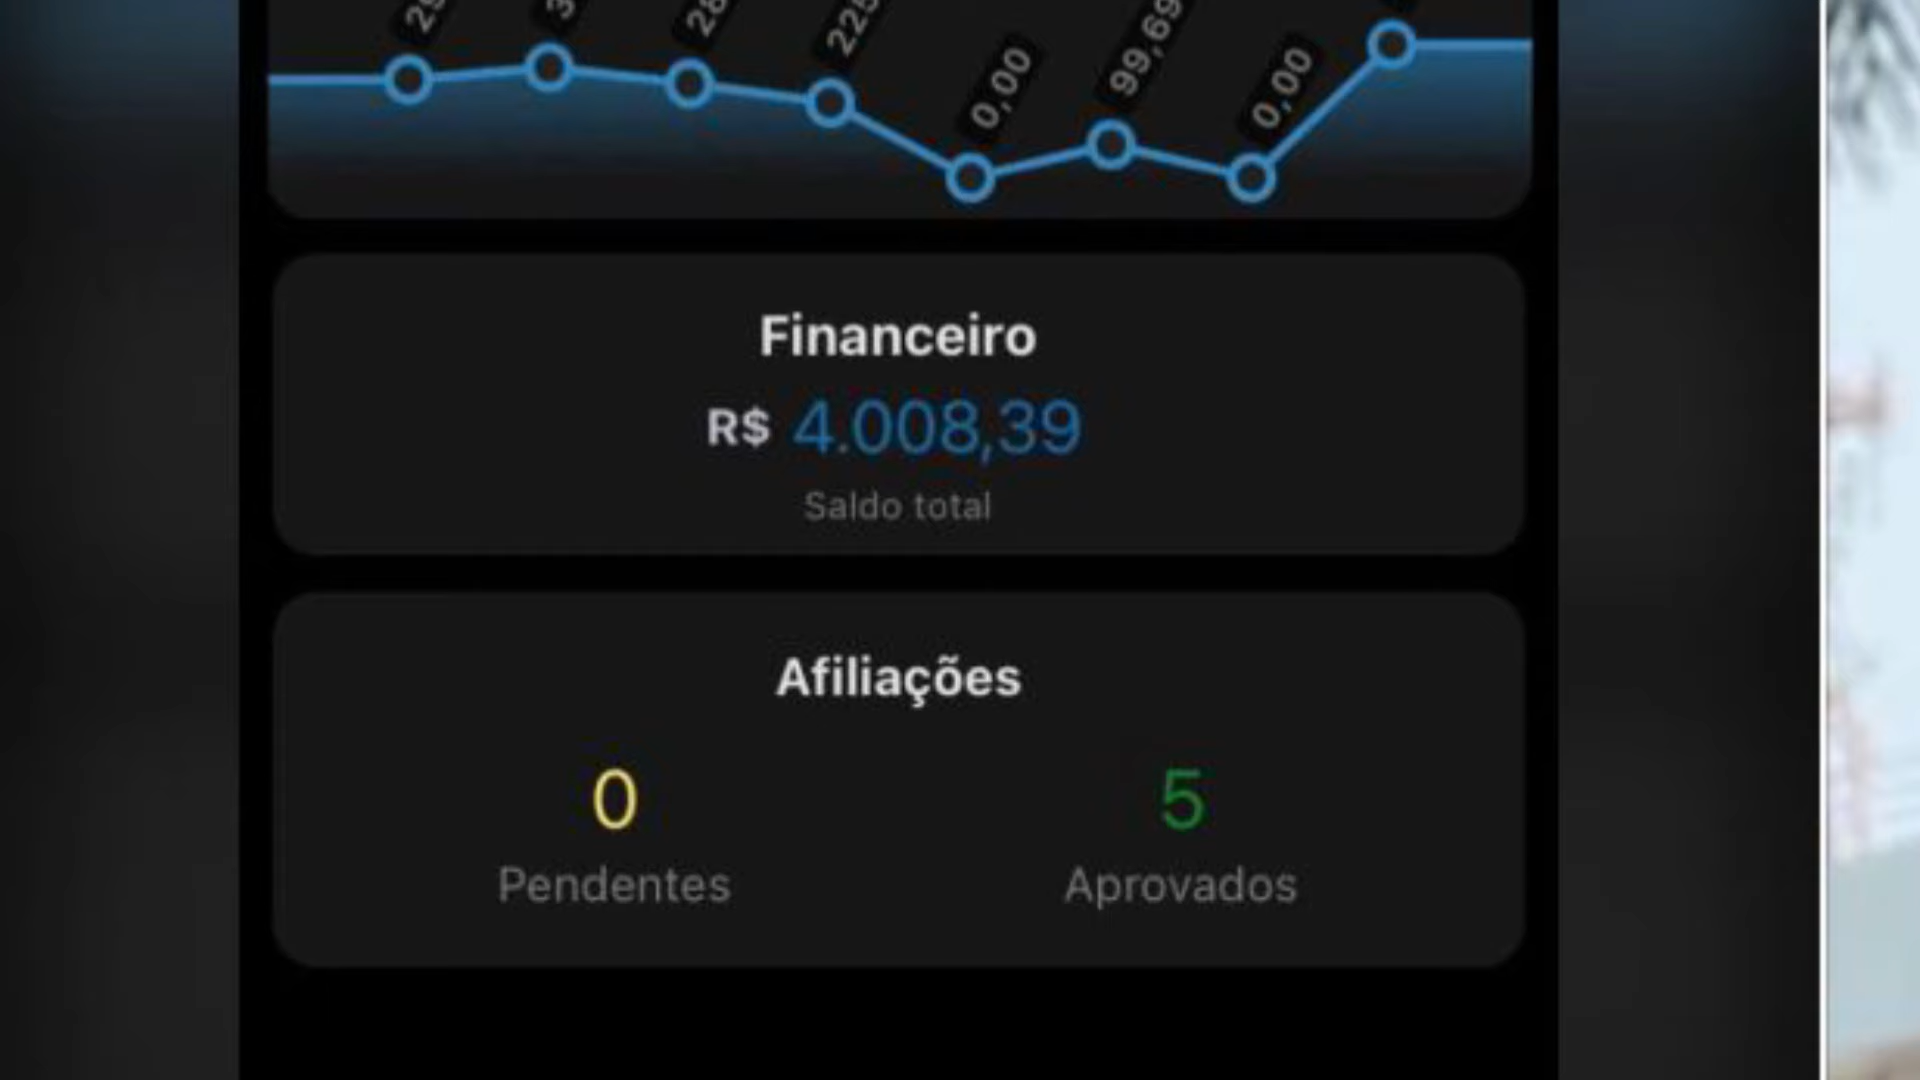 0,00
99,69
0,00
Financeiro
R$ 4.008,39
Saldo total
Afiliações
0 5
Pendentes Aprovados